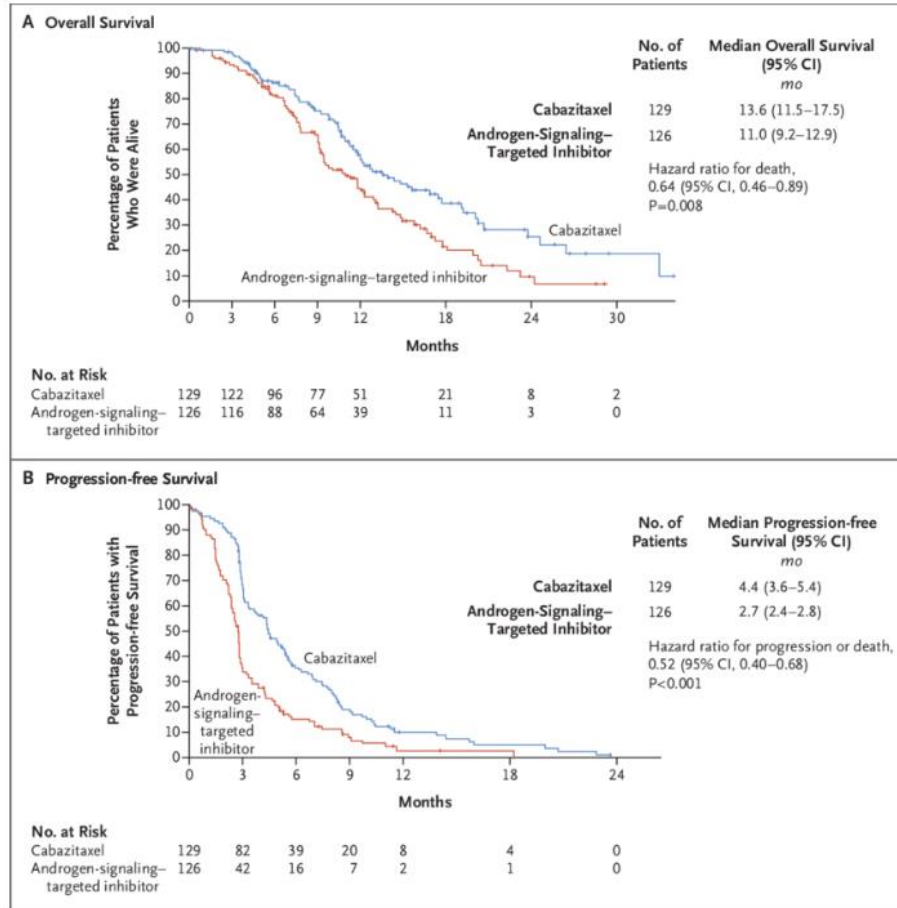 A Overall Survival
No. of Patients
Median Overall Survival (95% CI)
mo
Cabazitaxel 129 13.6 (11.5–17.5)
Androgen-Signaling–
Targeted Inhibitor 126 11.0 (9.2–12.9)
Hazard ratio for death,
0.64 (95% CI, 0.46–0.89)
P=0.008
Percentage of Patients
Who Were Alive
100
90
80
70
60
50
40
30
20
10
0
Cabazitaxel
Androgen-signaling–targeted inhibitor
0 3 6 9 12 18 24 30
Months
No. at Risk
Cabazitaxel 129 122 96 77 51 21 8 2
Androgen-signaling– 126 116 88 64 39 11 3 0
targeted inhibitor
B Progression-free Survival
No. of Patients
Median Progression-free Survival (95% CI)
mo
Cabazitaxel 129 4.4 (3.6–5.4)
Androgen-Signaling–
Targeted Inhibitor 126 2.7 (2.4–2.8)
Hazard ratio for progression or death,
0.52 (95% CI, 0.40–0.68)
P<0.001
Percentage of Patients with
Progression-free Survival
100
90
80
70
60
50
40
30
20
10
0
Cabazitaxel
Androgen-
signaling–
targeted
inhibitor
0 3 6 9 12 18 24
Months
No. at Risk
Cabazitaxel 129 82 39 20 8 4 0
Androgen-signaling– 126 42 16 7 2 1 0
targeted inhibitor